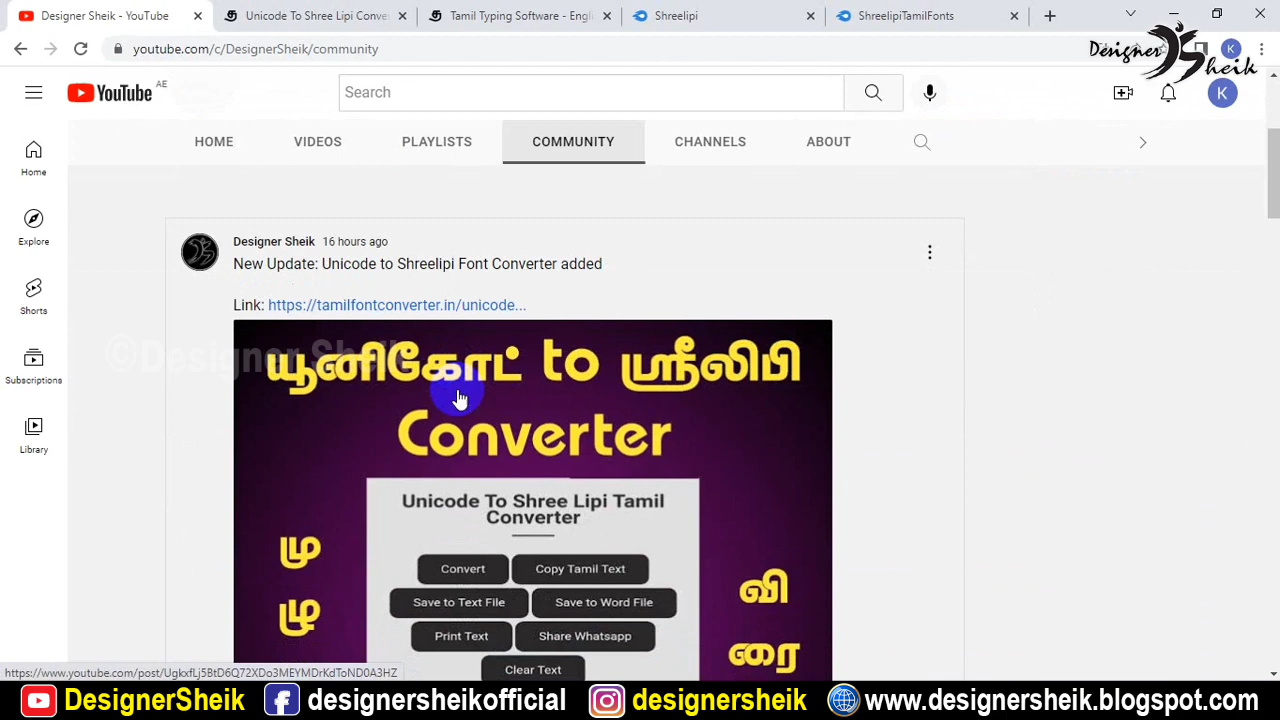 Designer Sheik - YouTube
Unicode To Shree Lipi Conve
Tamil Typing Software - Engl
Shreelipi
ShreelipiTamilFonts
youtube.com/c/DesignerSheik/community
K
Designer Sheik
YouTube AE
Search
K
HOME VIDEOS PLAYLISTS COMMUNITY CHANNELS ABOUT
Home
Explore
Shorts
Subscriptions
Library
Designer Sheik 16 hours ago
New Update: Unicode to Shreelipi Font Converter added
Link: https://tamilfontconverter.in/unicode...
©Designer Sheik
யூனிகோட் to ஸ்ரீலிபி
Converter
Unicode To Shree Lipi Tamil
Converter
Convert Copy Tamil Text
Save to Text File Save to Word File
Print Text Share Whatsapp
Clear Text
மு
ழு
வி
ரை
https://www.youtube.com/post/UgkxfLj5BtD6Q72XDo3MEYMDrKdToND0A3HZ
DesignerSheik designersheikofficial designersheik www.designersheik.blogspot.com